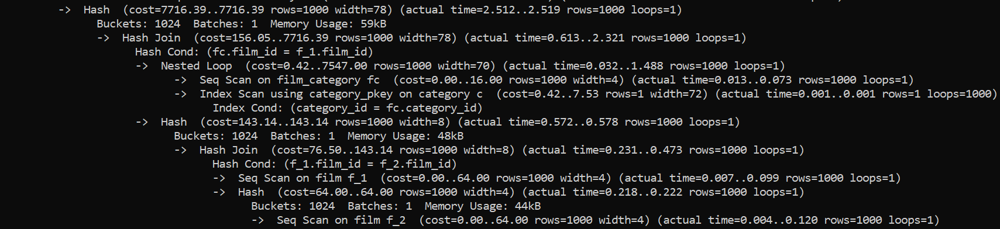 -> Hash (cost=7716.39..7716.39 rows=1000 width=78) (actual time=2.512..2.519 rows=1000 loops=1)
Buckets: 1024 Batches: 1 Memory Usage: 59kB
-> Hash Join (cost=156.05..7716.39 rows=1000 width=78) (actual time=0.613..2.321 rows=1000 loops=1)
Hash Cond: (fc.film_id = f_1.film_id)
-> Nested Loop (cost=0.42..7547.00 rows=1000 width=70) (actual time=0.032..1.488 rows=1000 loops=1)
-> Seq Scan on film_category fc (cost=0.00..16.00 rows=1000 width=4) (actual time=0.013..0.073 rows=1000 loops=1)
-> Index Scan using category_pkey on category c (cost=0.42..7.53 rows=1 width=72) (actual time=0.001..0.001 rows=1 loops=1000)
Index Cond: (category_id = fc.category_id)
-> Hash (cost=143.14..143.14 rows=1000 width=8) (actual time=0.572..0.578 rows=1000 loops=1)
Buckets: 1024 Batches: 1 Memory Usage: 48kB
-> Hash Join (cost=76.50..143.14 rows=1000 width=8) (actual time=0.231..0.473 rows=1000 loops=1)
Hash Cond: (f_1.film_id = f_2.film_id)
-> Seq Scan on film f_1 (cost=0.00..64.00 rows=1000 width=4) (actual time=0.007..0.099 rows=1000 loops=1)
-> Hash (cost=64.00..64.00 rows=1000 width=4) (actual time=0.218..0.222 rows=1000 loops=1)
Buckets: 1024 Batches: 1 Memory Usage: 44kB
-> Seq Scan on film f_2 (cost=0.00..64.00 rows=1000 width=4) (actual time=0.004..0.120 rows=1000 loops=1)